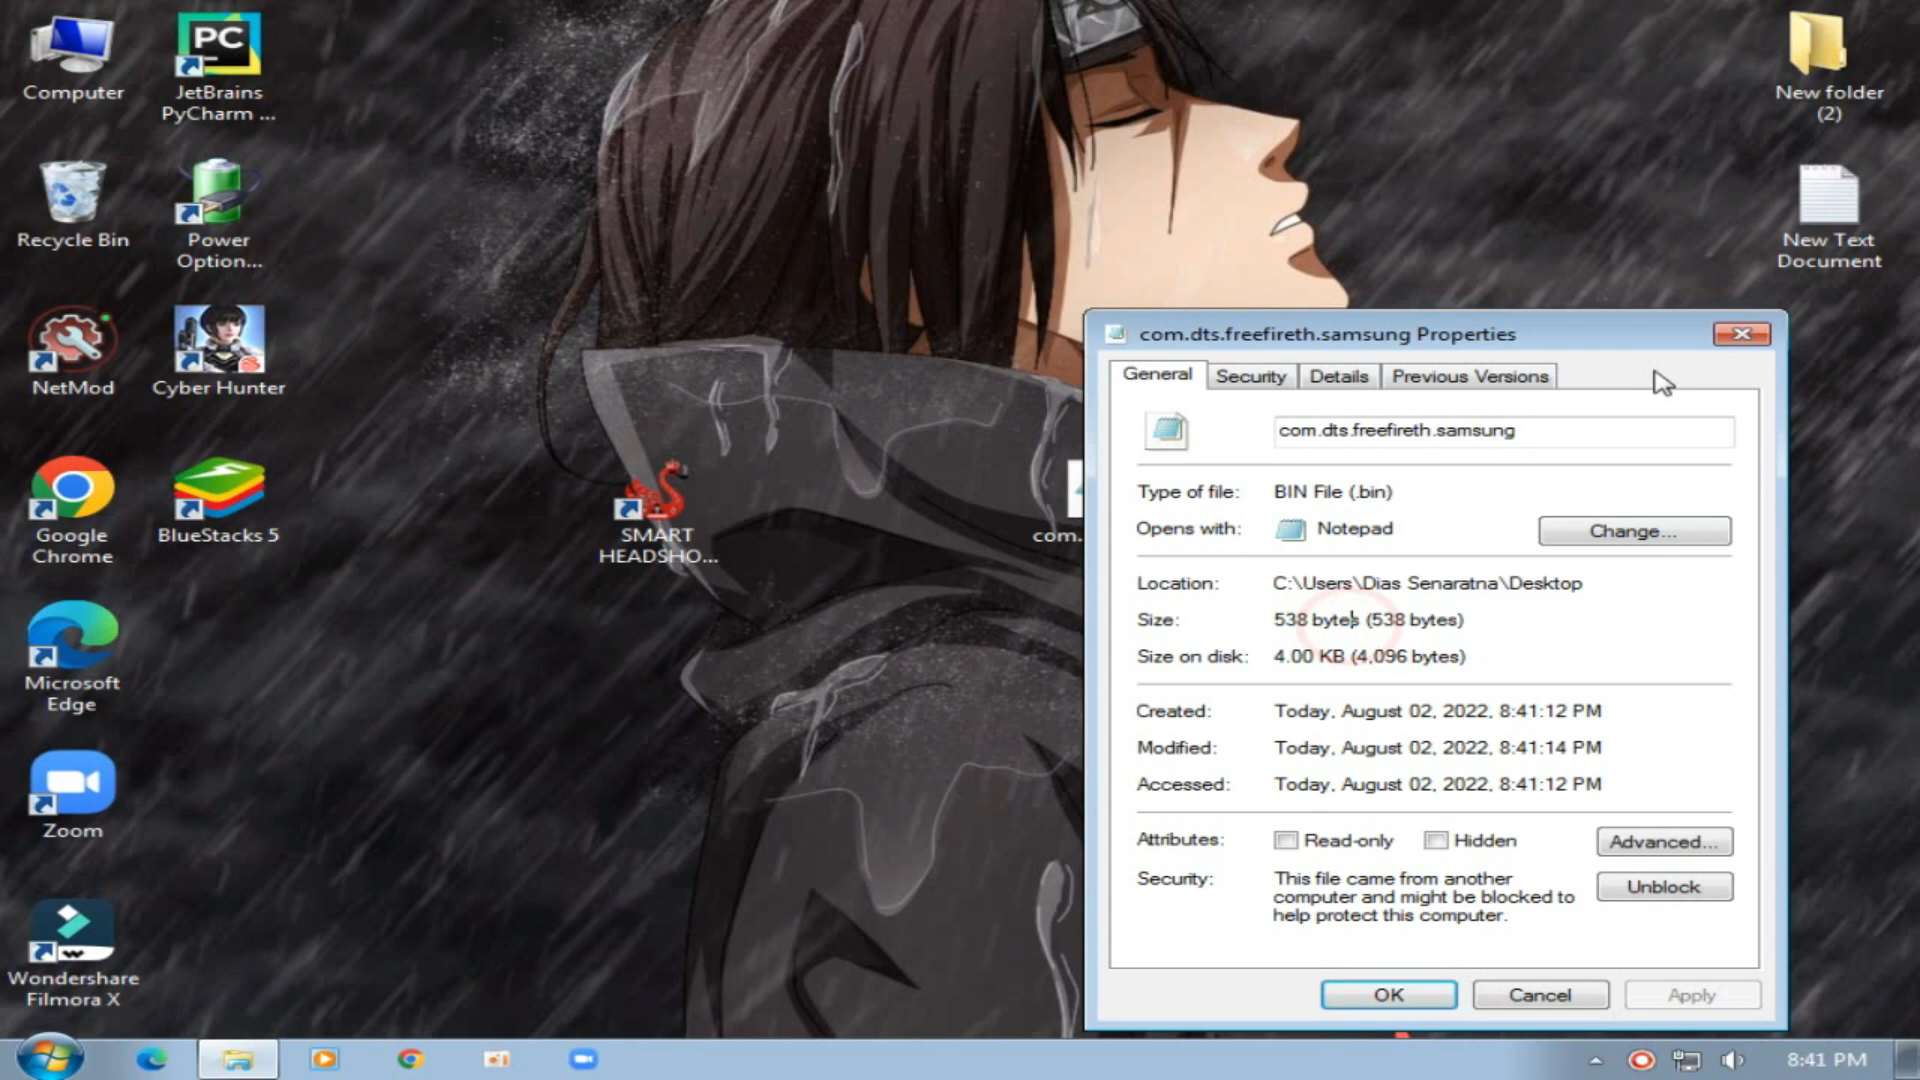 Computer
PC
JetBrains
PyCharm ...
Recycle Bin
Power
Option...
NetMod
Cyber Hunter
Google
Chrome
BlueStacks 5
Microsoft
Edge
Zoom
Wondershare
Filmora X
SMART
HEADSHO...
com.
New folder
(2)
New Text
Document
com.dts.freefireth.samsung Properties
General
Security
Details
Previous Versions
com.dts.freefireth.samsung
Type of file: BIN File (.bin)
Opens with: Notepad
Change...
Location: C:\Users\Dias Senaratna\Desktop
Size: 538 bytes (538 bytes)
Size on disk: 4.00 KB (4,096 bytes)
Created: Today, August 02, 2022, 8:41:12 PM
Modified: Today, August 02, 2022, 8:41:14 PM
Accessed: Today, August 02, 2022, 8:41:12 PM
Attributes: Read-only Hidden
Advanced...
Security: This file came from another
computer and might be blocked to
help protect this computer.
Unblock
OK
Cancel
Apply
8:41 PM